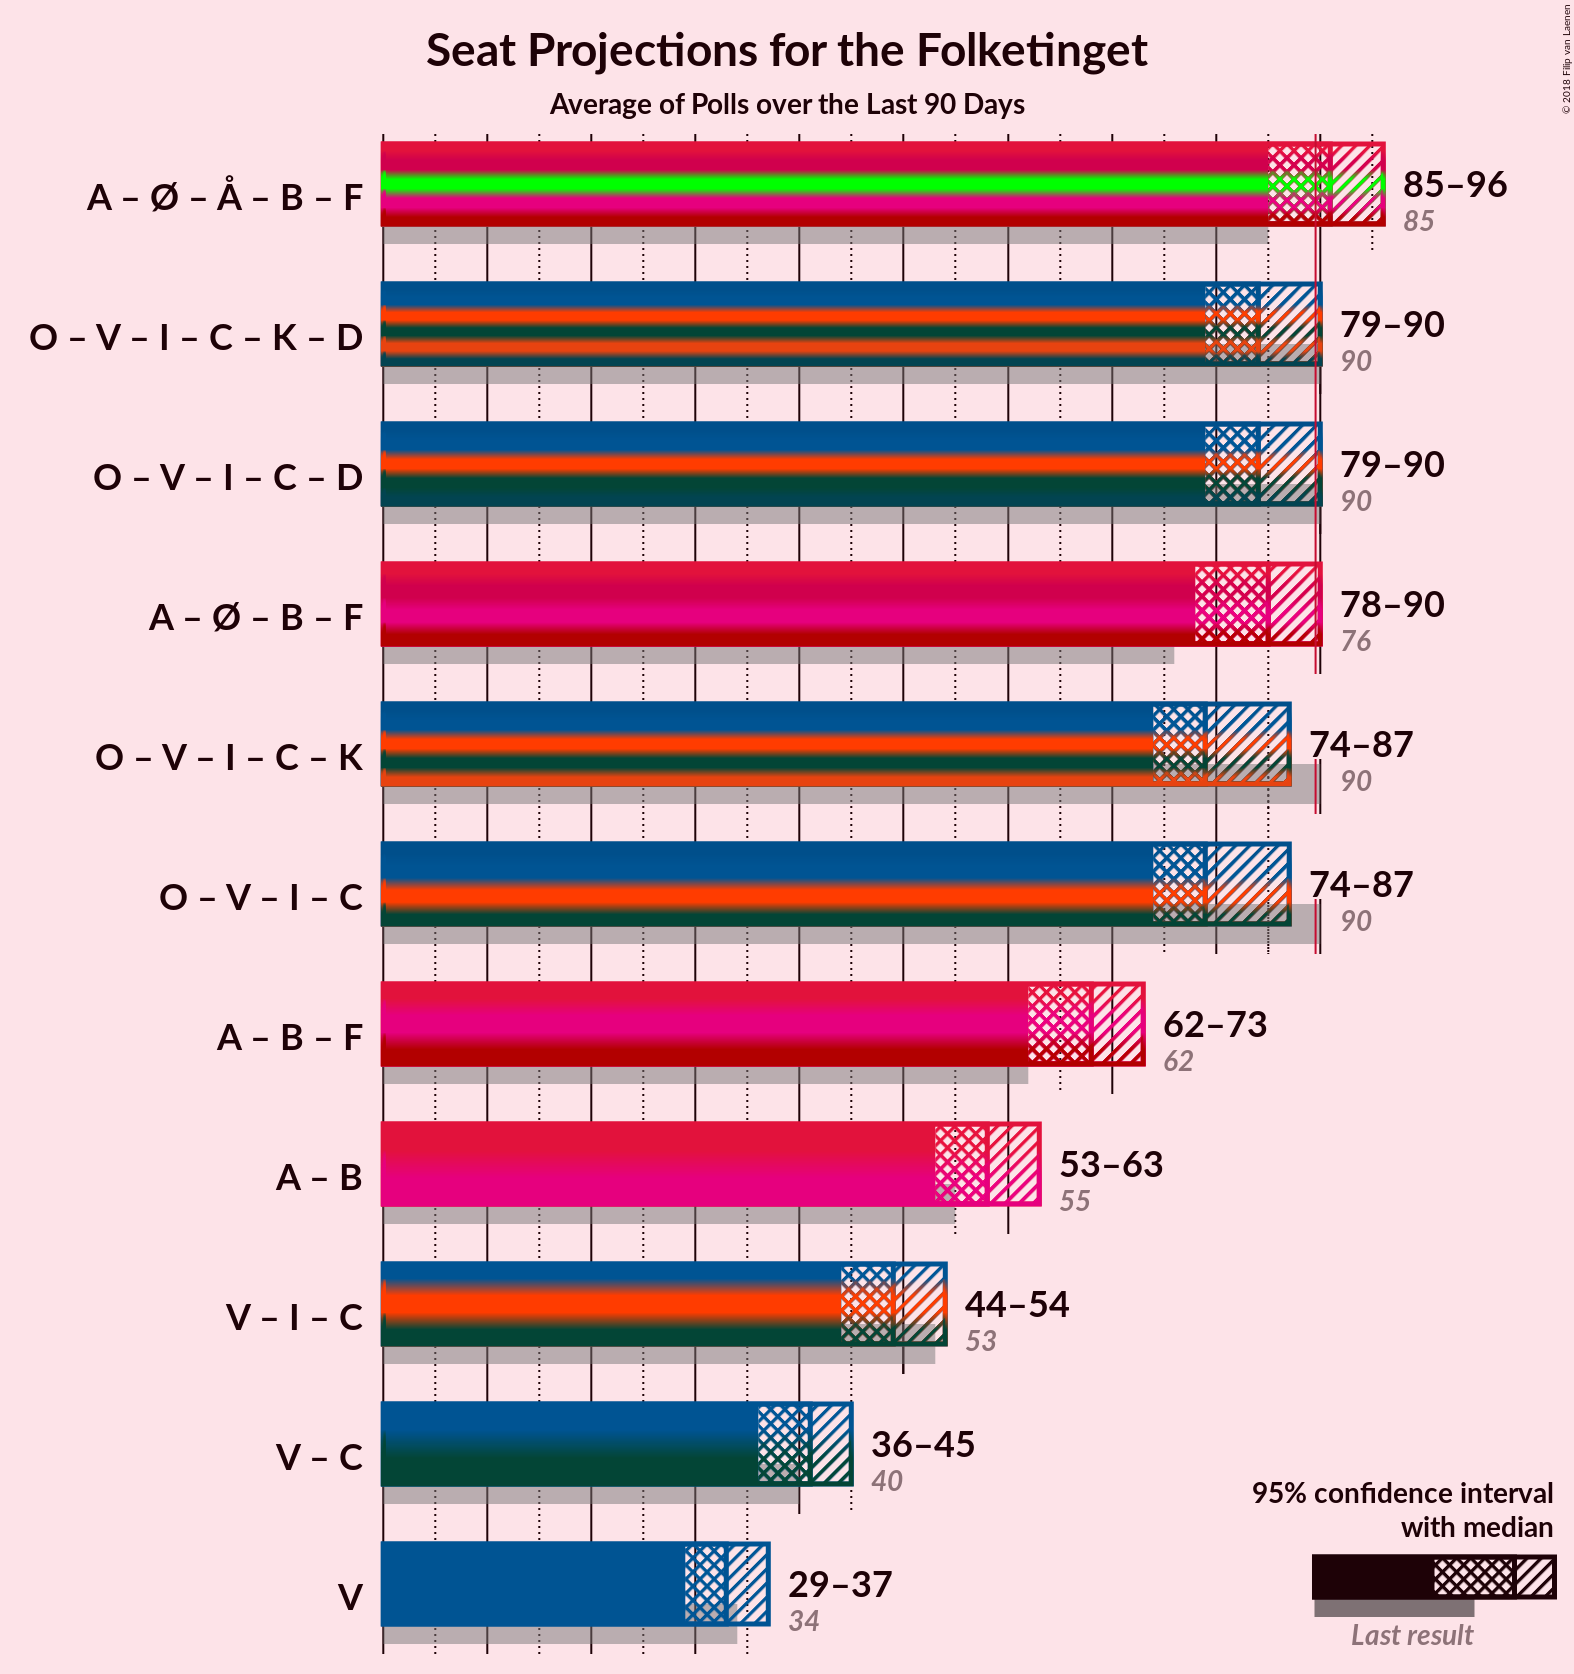 Seat Projections for the Folketinget
Average of Polls over the Last 90 Days
© 2018 Filip van Laenen
A – Ø – Å – B – F
85–96
85
O – V – I – C – K – D
79–90
90
O – V – I – C – D
79–90
90
A – Ø – B – F
78–90
76
O – V – I – C – K
74–87
90
O – V – I – C
74–87
90
A – B – F
62–73
62
A – B
53–63
55
V – I – C
44–54
53
V – C
36–45
40
V
29–37
34
95% confidence interval
with median
Last result